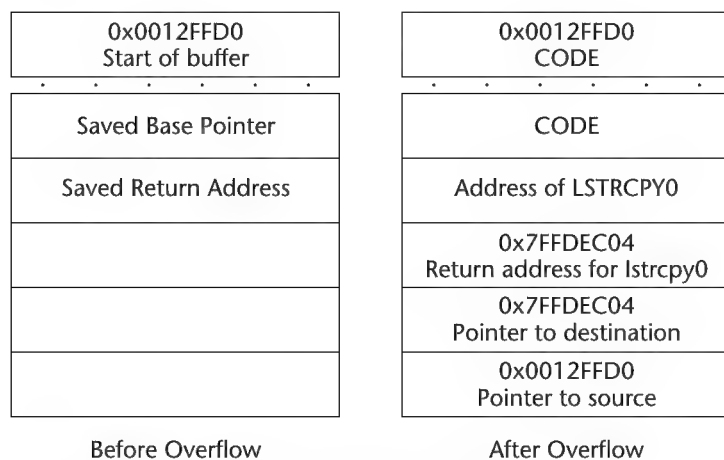 0x0012FFD0
Start of buffer
Saved Base Pointer
Saved Return Address
Before Overflow
0x0012FFD0
CODE
CODE
Address of LSTRCPY0
0x7FFDEC04
Return address for lstrcpy0
0x7FFDEC04
Pointer to destination
0x0012FFD0
Pointer to source
After Overflow